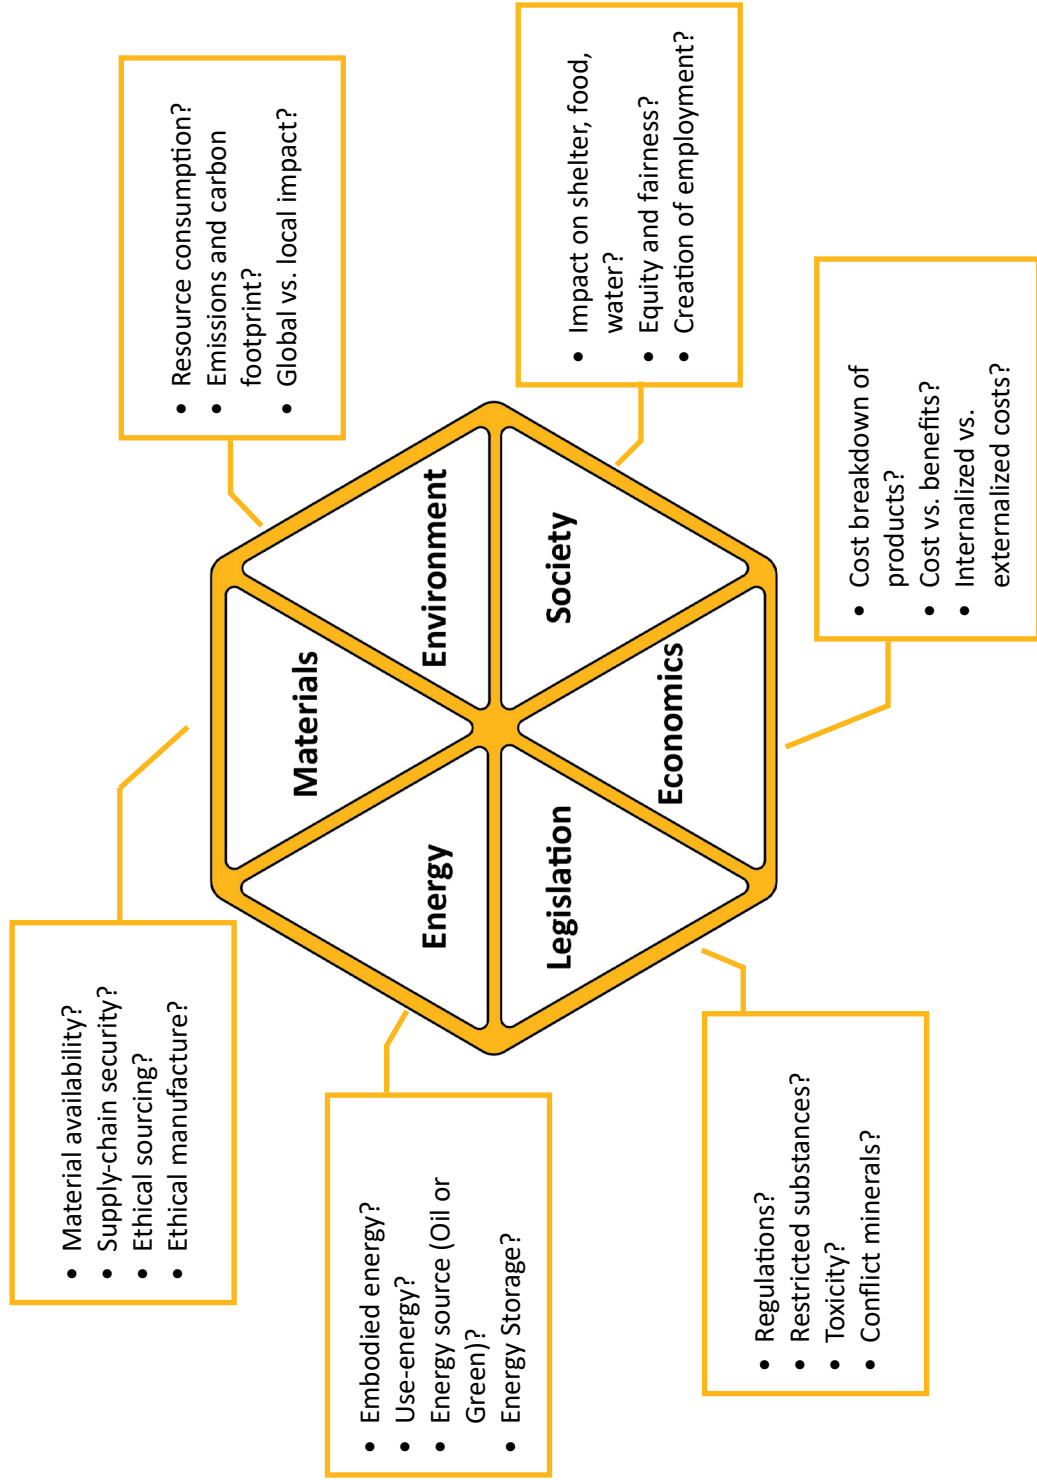 Materials
Environment
Society
Economics
Legislation
Energy
• Material availability?
• Supply-chain security?
• Ethical sourcing?
• Ethical manufacture?
• Resource consumption?
• Emissions and carbon
footprint?
• Global vs. local impact?
• Impact on shelter, food,
water?
• Equity and fairness?
• Creation of employment?
• Cost breakdown of
products?
• Cost vs. benefits?
• Internalized vs.
externalized costs?
• Regulations?
• Restricted substances?
• Toxicity?
• Conflict minerals?
• Embodied energy?
• Use-energy?
• Energy source (Oil or
Green)?
• Energy Storage?